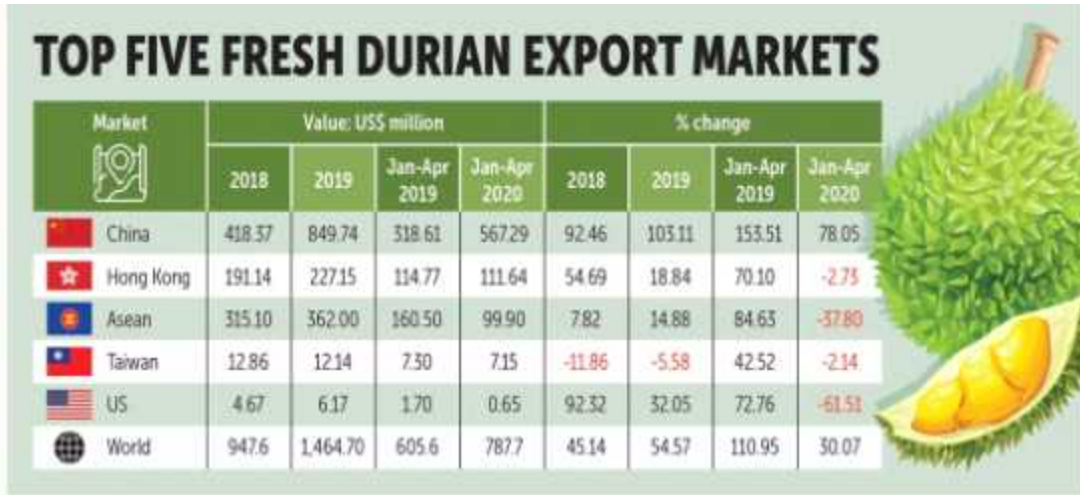 TOP FIVE FRESH DURIAN EXPORT MARKETS
Market Value: US$ million % change
2018 2019 Jan-Apr 2019 Jan-Apr 2020 2018 2019 Jan-Apr 2019 Jan-Apr 2020
China 418.37 849.74 318.61 567.29 92.46 103.11 153.51 78.05
Hong Kong 191.14 227.15 114.77 111.64 54.69 18.84 70.10 -2.73
Asean 315.10 362.00 160.50 99.90 7.82 14.88 84.63 -37.80
Taiwan 12.86 12.14 7.30 7.15 -11.86 -5.58 42.52 -2.14
US 4.67 6.17 1.70 0.65 92.32 32.05 72.76 -61.51
World 947.6 1,464.70 605.6 787.7 45.14 54.57 110.95 30.07